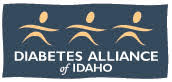 DIABETES ALLIANCE
of IDAHO